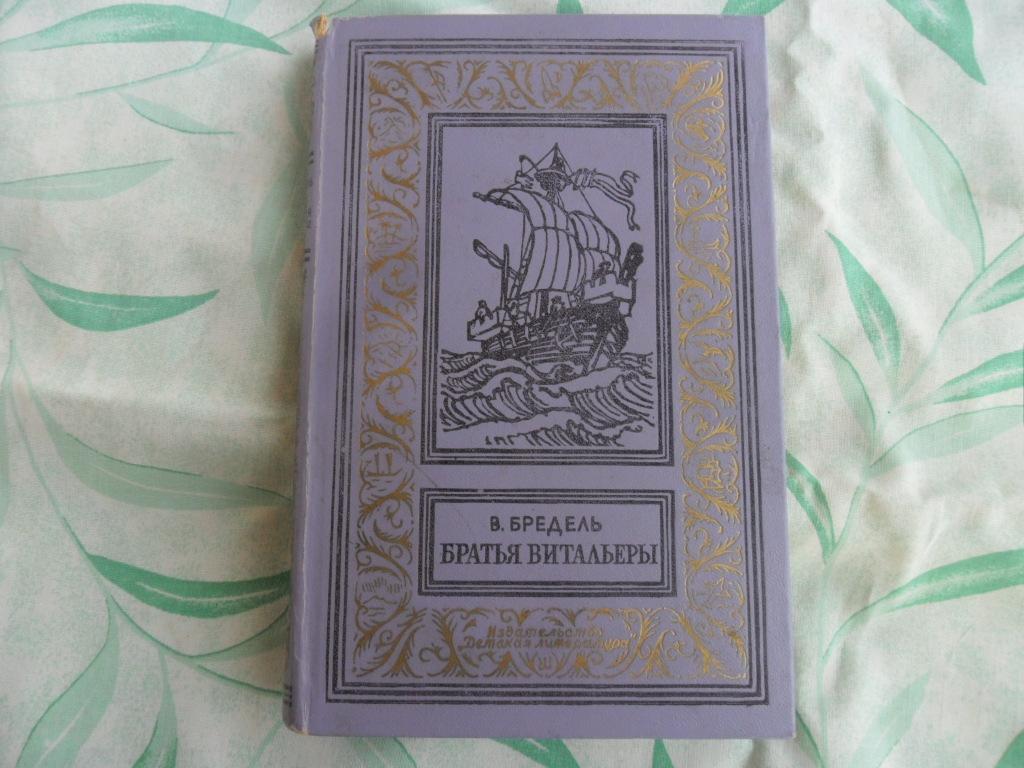 В. БРЕДЕЛЬ
БРАТЬЯ ВИТАЛЬЕРЫ
Издательство
Детская литература